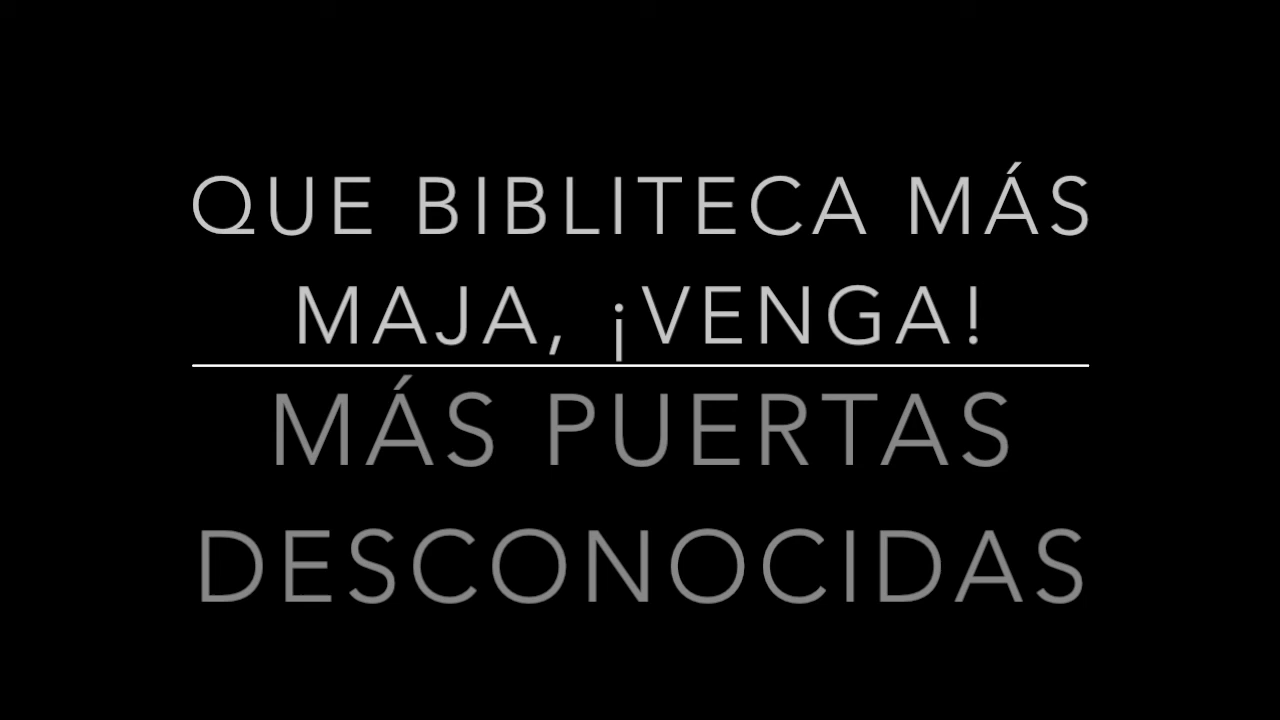 QUE BIBLITECA MÁS
MAJA, ¡VENGA!
MÁS PUERTAS
DESCONOCIDAS